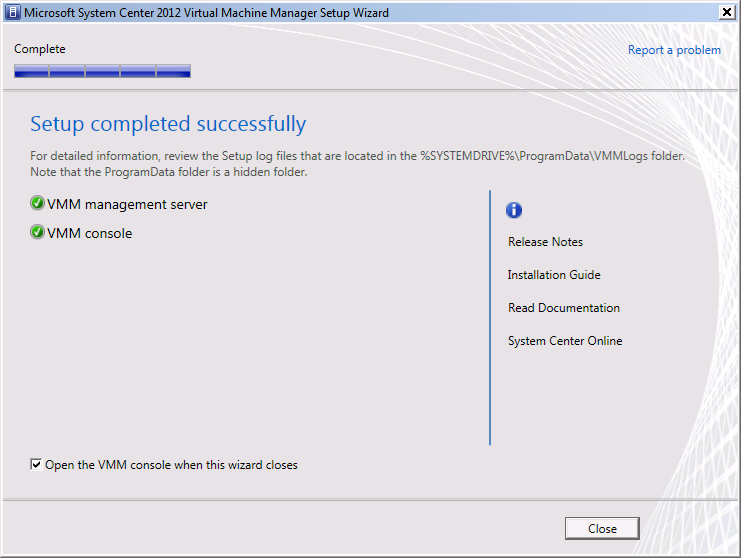 Microsoft System Center 2012 Virtual Machine Manager Setup Wizard
Complete
Report a problem
Setup completed successfully
For detailed information, review the Setup log files that are located in the %SYSTEMDRIVE%\ProgramData\VMMLogs folder.
Note that the ProgramData folder is a hidden folder.
VMM management server
VMM console
Release Notes
Installation Guide
Read Documentation
System Center Online
Open the VMM console when this wizard closes
Close